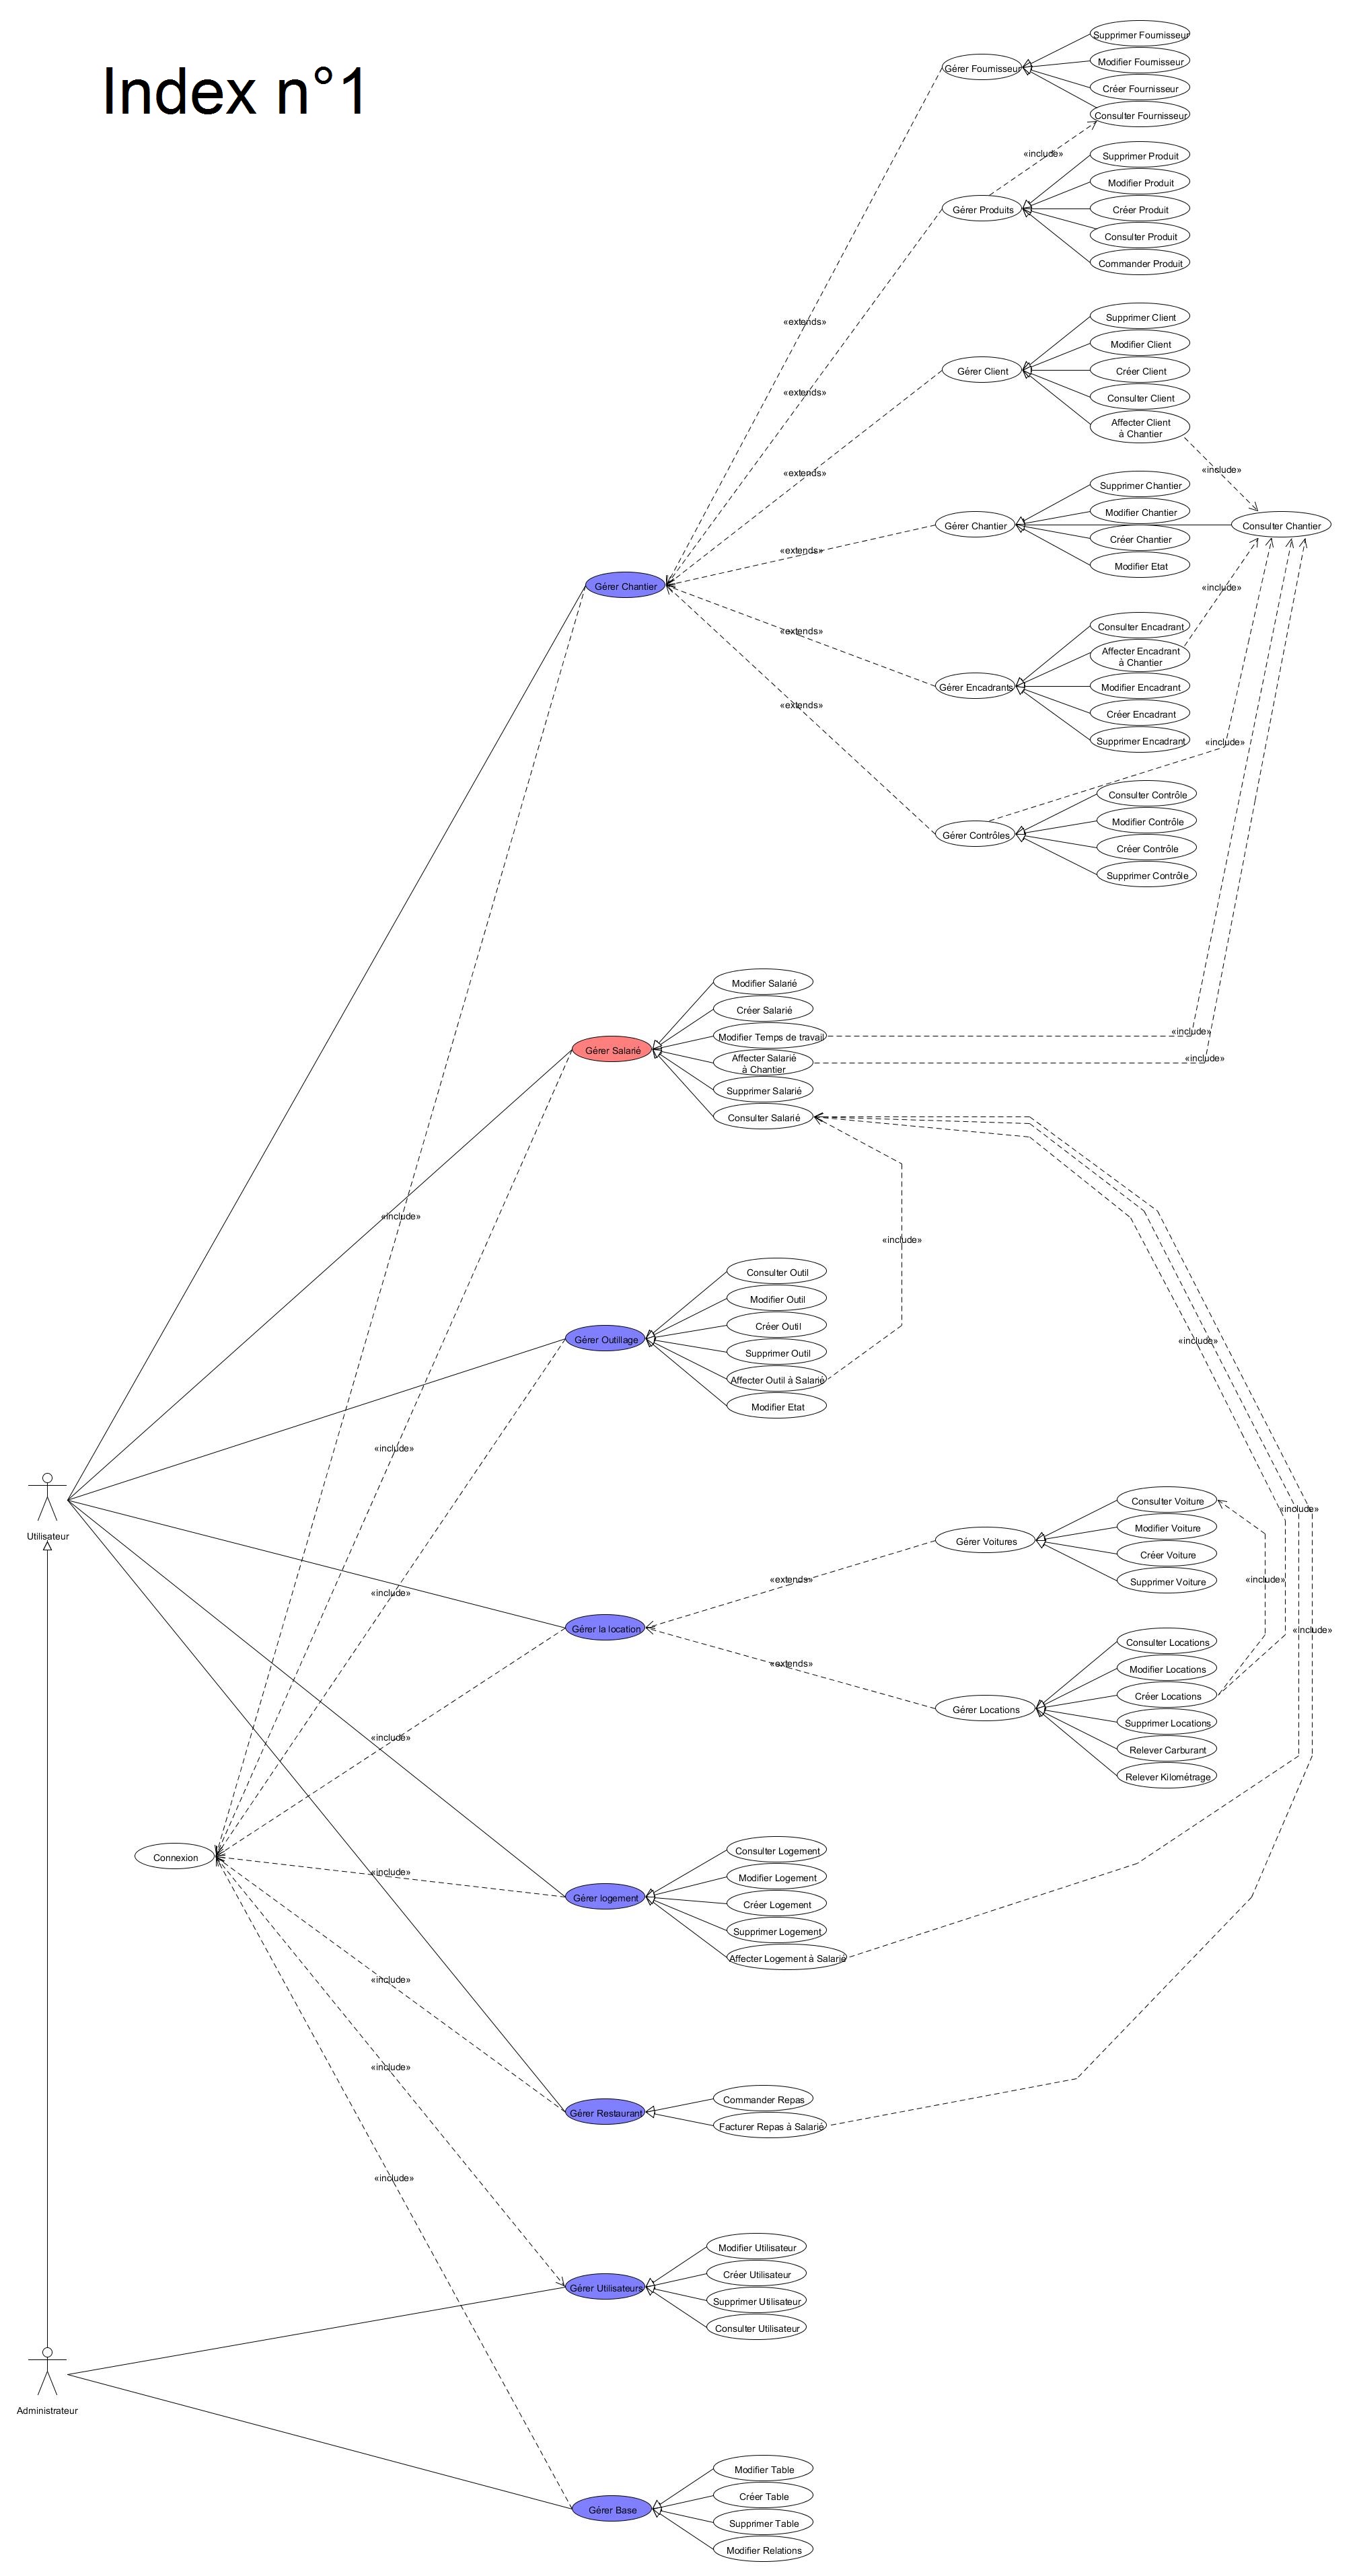 Index n°1
Supprimer Fournisseur
Gérer Fournisseur
Modifier Fournisseur
Créer Fournisseur
Consulter Fournisseur
«include»
Supprimer Produit
Modifier Produit
Gérer Produits
Créer Produit
Consulter Produit
Commander Produit
«extends»
Supprimer Client
Modifier Client
Gérer Client
Créer Client
«extends»
Consulter Client
Affecter Client
à Chantier
«extends»
«include»
Supprimer Chantier
Modifier Chantier
Gérer Chantier
Consulter Chantier
Créer Chantier
«extends»
Modifier Etat
Gérer Chantier
«include»
Consulter Encadrant
«extends»
Affecter Encadrant
à Chantier
Gérer Encadrants
Modifier Encadrant
«extends»
Créer Encadrant
Supprimer Encadrant
«include»
Consulter Contrôle
Modifier Contrôle
Gérer Contrôles
Créer Contrôle
Supprimer Contrôle
Modifier Salarié
Créer Salarié
Modifier Temps de travail
«include»
Gérer Salarié
Affecter Salarié
à Chantier
«include»
Supprimer Salarié
Consulter Salarié
«include»
«include»
Consulter Outil
Modifier Outil
Créer Outil
Gérer Outillage
«include»
Supprimer Outil
Affecter Outil à Salarié
Modifier Etat
«include»
Consulter Voiture
«include»
Utilisateur
Modifier Voiture
Gérer Voitures
Créer Voiture
«extends»
«include»
Supprimer Voiture
«include»
Gérer la location
«include»
Consulter Locations
«extends»
Modifier Locations
Créer Locations
Gérer Locations
Supprimer Locations
«include»
Relever Carburant
Relever Kilométrage
Consulter Logement
Connexion
«include»
Modifier Logement
Gérer logement
Créer Logement
Supprimer Logement
Affecter Logement à Salarié
«include»
«include»
Commander Repas
Gérer Restaurant
Facturer Repas à Salarié
«include»
Modifier Utilisateur
Créer Utilisateur
Gérer Utilisateurs
Supprimer Utilisateur
Consulter Utilisateur
Administrateur
Modifier Table
Créer Table
Gérer Base
Supprimer Table
Modifier Relations